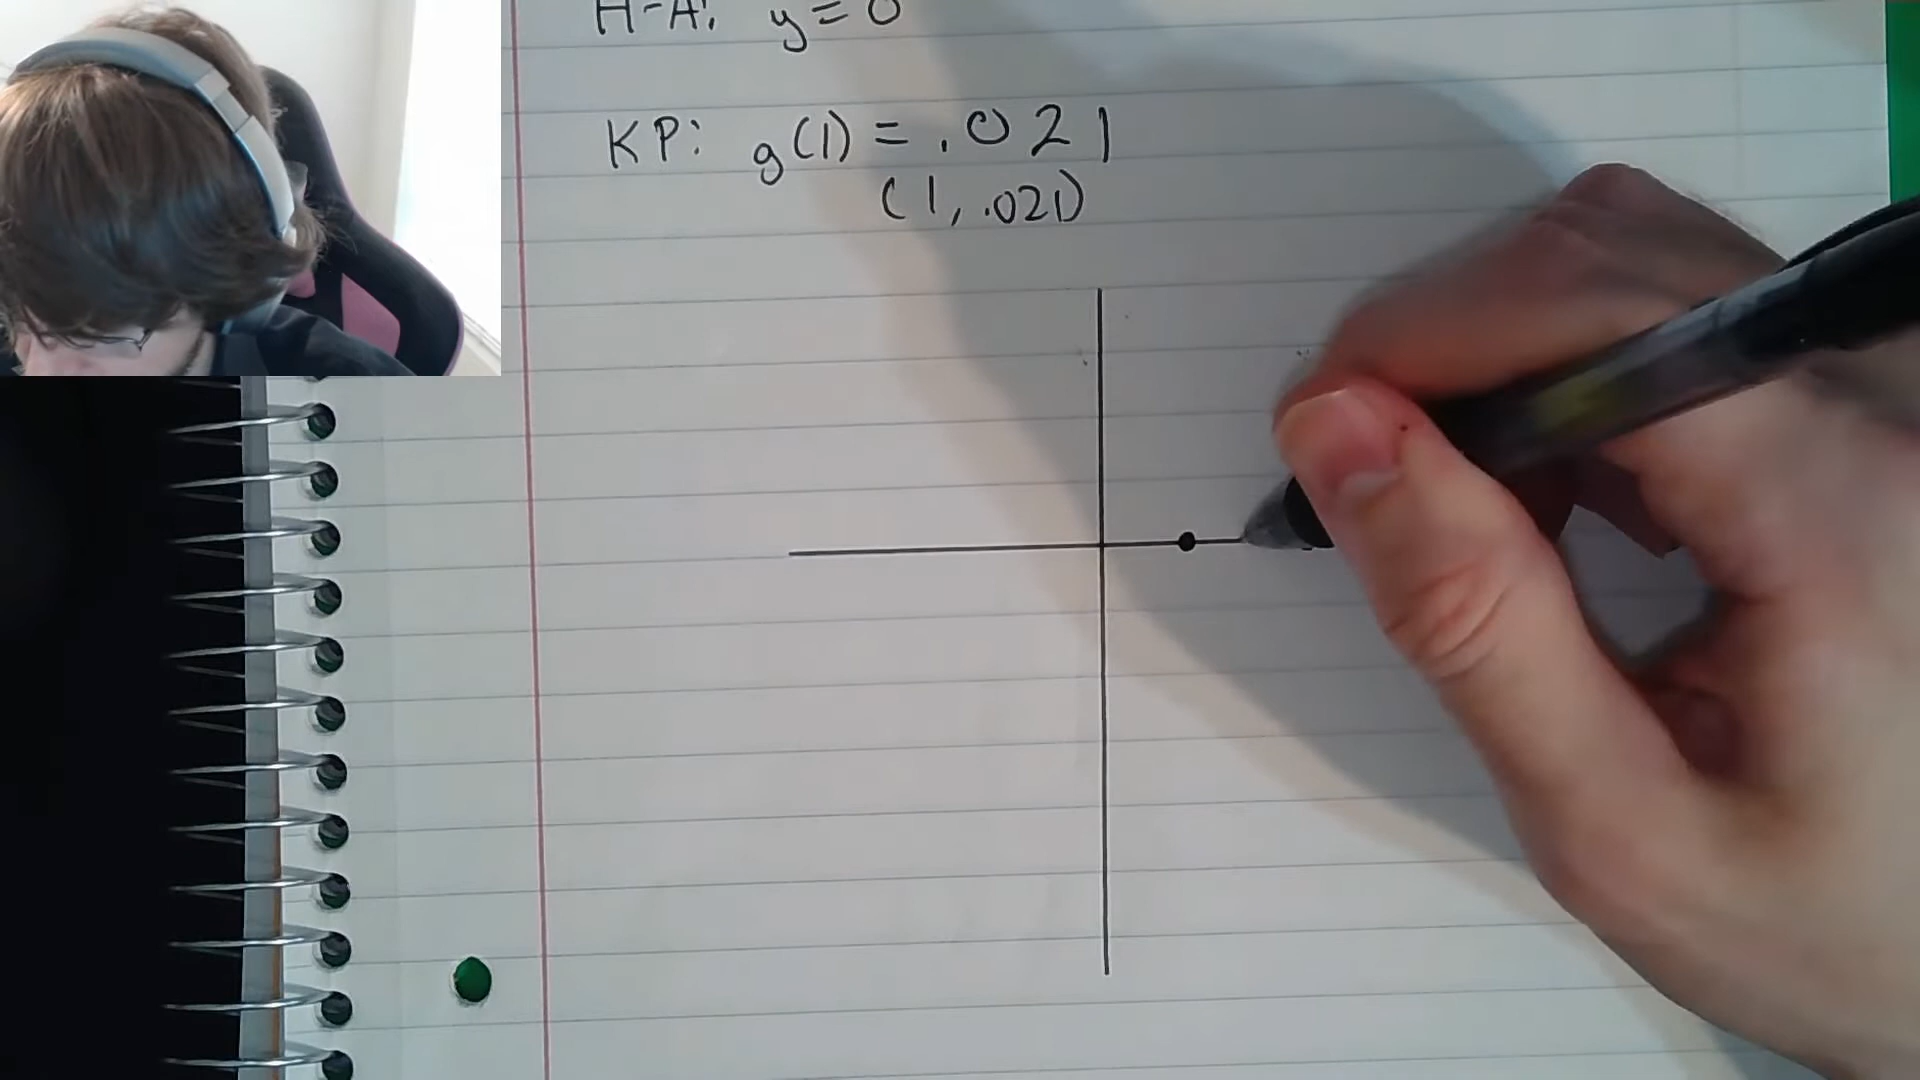 H-A: y = 0
KP: g(1) = .021
(1, .021)